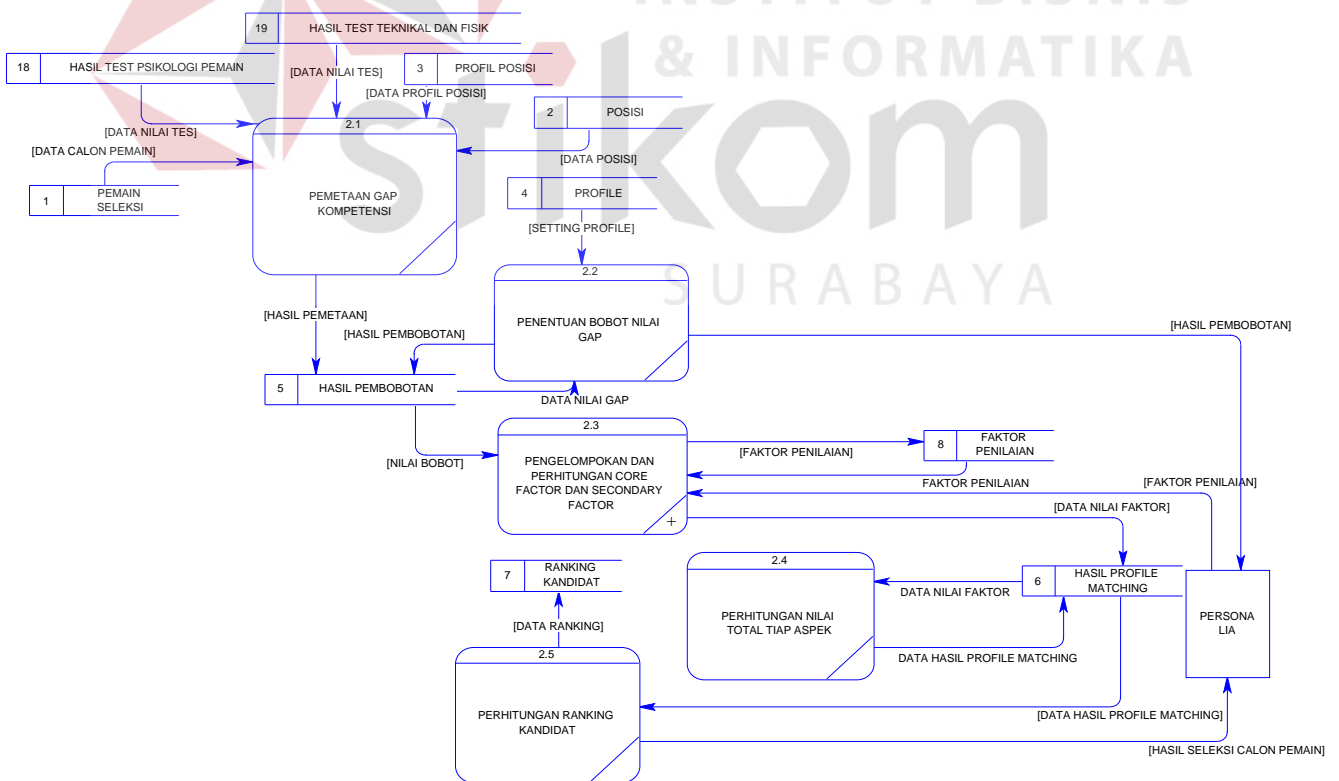 INSTITUT BISNIS
& INFORMATIKA
stikom
SURABAYA
19 HASIL TEST TEKNIKAL DAN FISIK
18 HASIL TEST PSIKOLOGI PEMAIN
[DATA NILAI TES]
3 PROFIL POSISI
[DATA PROFIL POSISI]
2 POSISI
[DATA NILAI TES]
2.1
[DATA CALON PEMAIN]
[DATA POSISI]
1 PEMAIN
SELEKSI
PEMETAAN GAP
KOMPETENSI
4 PROFILE
[SETTING PROFILE]
2.2
[HASIL PEMETAAN]
PENENTUAN BOBOT NILAI
GAP
[HASIL PEMBOBOTAN]
[HASIL PEMBOBOTAN]
5 HASIL PEMBOBOTAN
DATA NILAI GAP
2.3
[NILAI BOBOT]
PENGELOMPOKAN DAN
PERHITUNGAN CORE
FACTOR DAN SECONDARY
FACTOR
+
[FAKTOR PENILAIAN]
8 FAKTOR
PENILAIAN
FAKTOR PENILAIAN
[FAKTOR PENILAIAN]
[DATA NILAI FAKTOR]
7 RANKING
KANDIDAT
2.4
DATA NILAI FAKTOR
6 HASIL PROFILE
MATCHING
PERHITUNGAN NILAI
TOTAL TIAP ASPEK
PERSONA
LIA
[DATA RANKING]
DATA HASIL PROFILE MATCHING
2.5
PERHITUNGAN RANKING
KANDIDAT
[DATA HASIL PROFILE MATCHING]
[HASIL SELEKSI CALON PEMAIN]